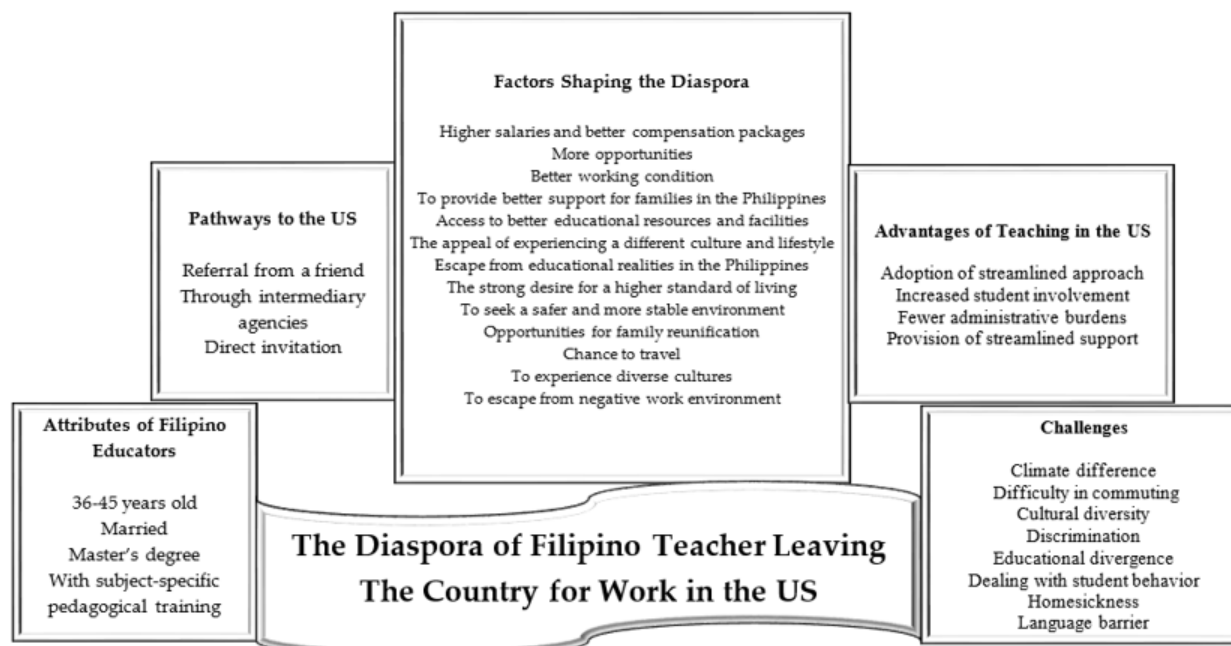 Factors Shaping the Diaspora
Higher salaries and better compensation packages
More opportunities
Better working condition
To provide better support for families in the Philippines
Access to better educational resources and facilities
The appeal of experiencing a different culture and lifestyle
Escape from educational realities in the Philippines
The strong desire for a higher standard of living
To seek a safer and more stable environment
Opportunities for family reunification
Chance to travel
To experience diverse cultures
To escape from negative work environment
Pathways to the US
Referral from a friend
Through intermediary
agencies
Direct invitation
Advantages of Teaching in the US
Adoption of streamlined approach
Increased student involvement
Fewer administrative burdens
Provision of streamlined support
Attributes of Filipino
Educators
36-45 years old
Married
Master's degree
With subject-specific
pedagogical training
The Diaspora of Filipino Teacher Leaving
The Country for Work in the US
Challenges
Climate difference
Difficulty in commuting
Cultural diversity
Discrimination
Educational divergence
Dealing with student behavior
Homesickness
Language barrier